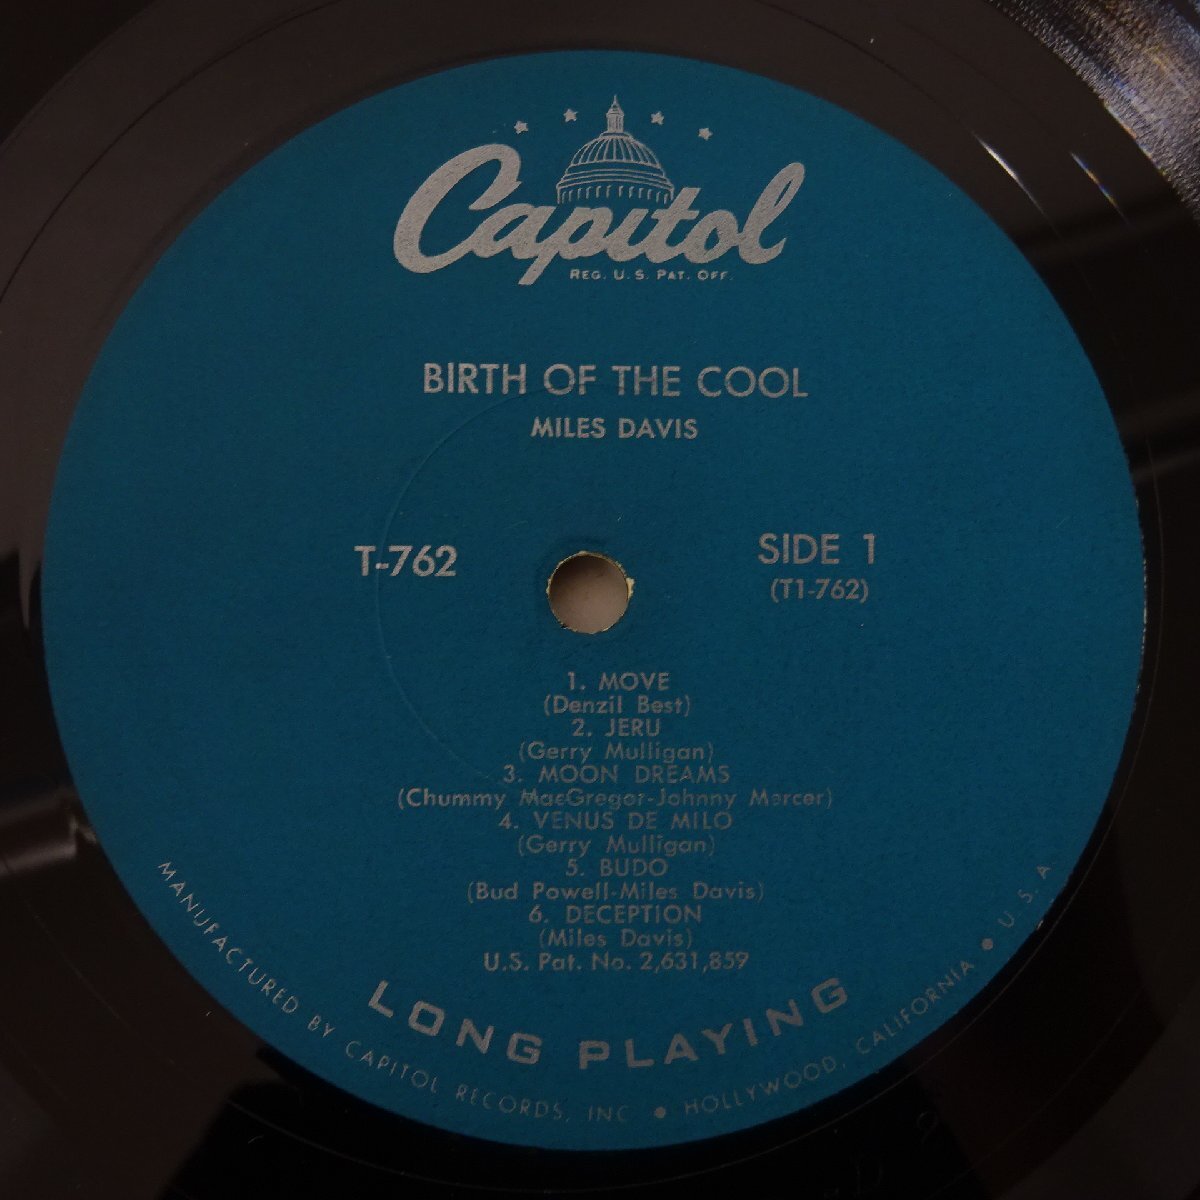 Capitol
REG. U.S. PAT. OFF.
BIRTH OF THE COOL
MILES DAVIS
T-762
SIDE 1
(T1-762)
1. MOVE
(Denzil Best)
2. JERU
(Gerry Mulligan)
3. MOON DREAMS
(Chummy MacGregor-Johnny Mercer)
4. VENUS DE MILO
(Gerry Mulligan)
5. BUDO
(Bud Powell-Miles Davis)
6. DECEPTION
(Miles Davis)
U.S. Pat. No. 2,631,859
LONG PLAYING
MANUFACTURED BY CAPITOL RECORDS, INC • HOLLYWOOD, CALIFORNIA • U.S.A.